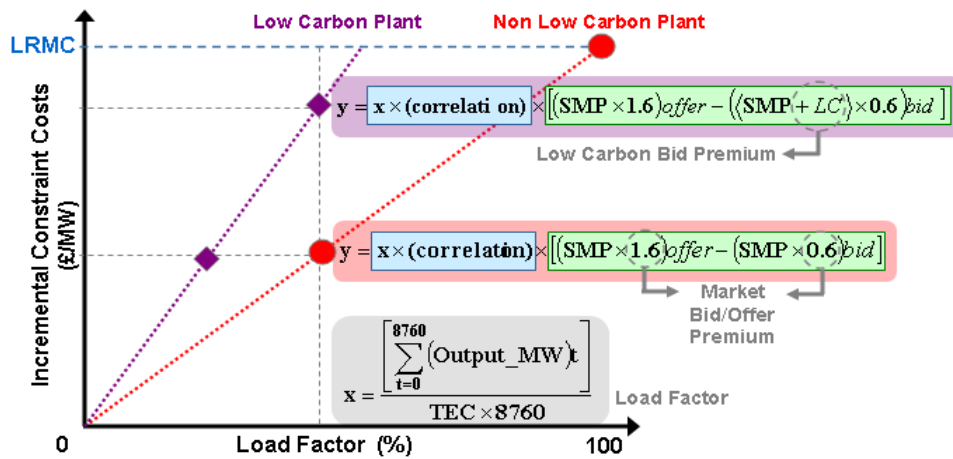 Low Carbon Plant
Non Low Carbon Plant
LRMC
y = x × (correlati on) × [(SMP × 1.6)offer − ((SMP + LC)) × 0.6)bid ]
Low Carbon Bid Premium
Incremental Constraint Costs
(£/MW)
y = x × (correlation) × [(SMP × 1.6)offer − (SMP × 0.6)bid]
Market
Bid/Offer
Premium
x = [ 8760 ∑ t=0 (Output_MW)t ] / TEC × 8760
Load Factor
0
Load Factor (%)
100